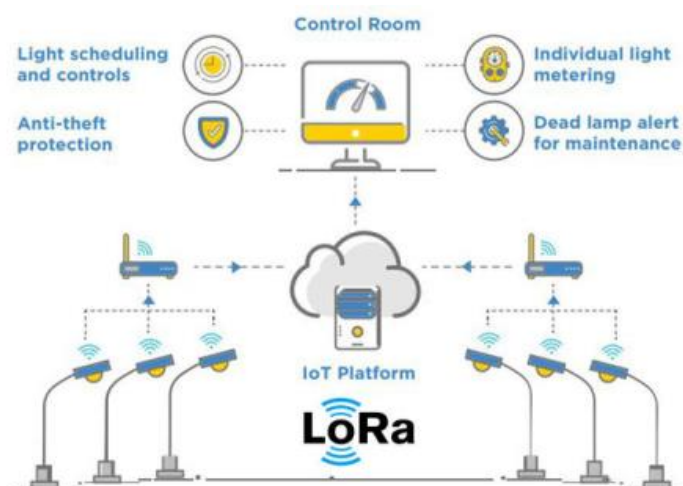 Control Room
Light scheduling
and controls
Individual light
metering
Anti-theft
protection
Dead lamp alert
for maintenance
IoT Platform
LoRa